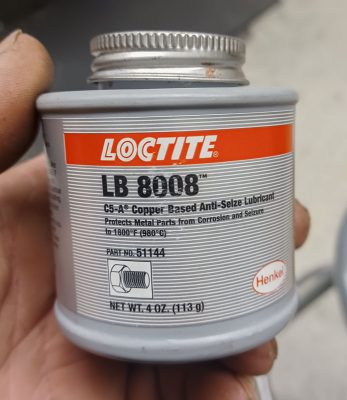 LOCTITE®
LB 8008™
C5-A® Copper Based Anti-Seize Lubricant
Protects Metal Parts from Corrosion and Seizure
to 1800°F (980°C)
PART NO. 51144
Henkel
NET WT. 4 OZ. (113 g)